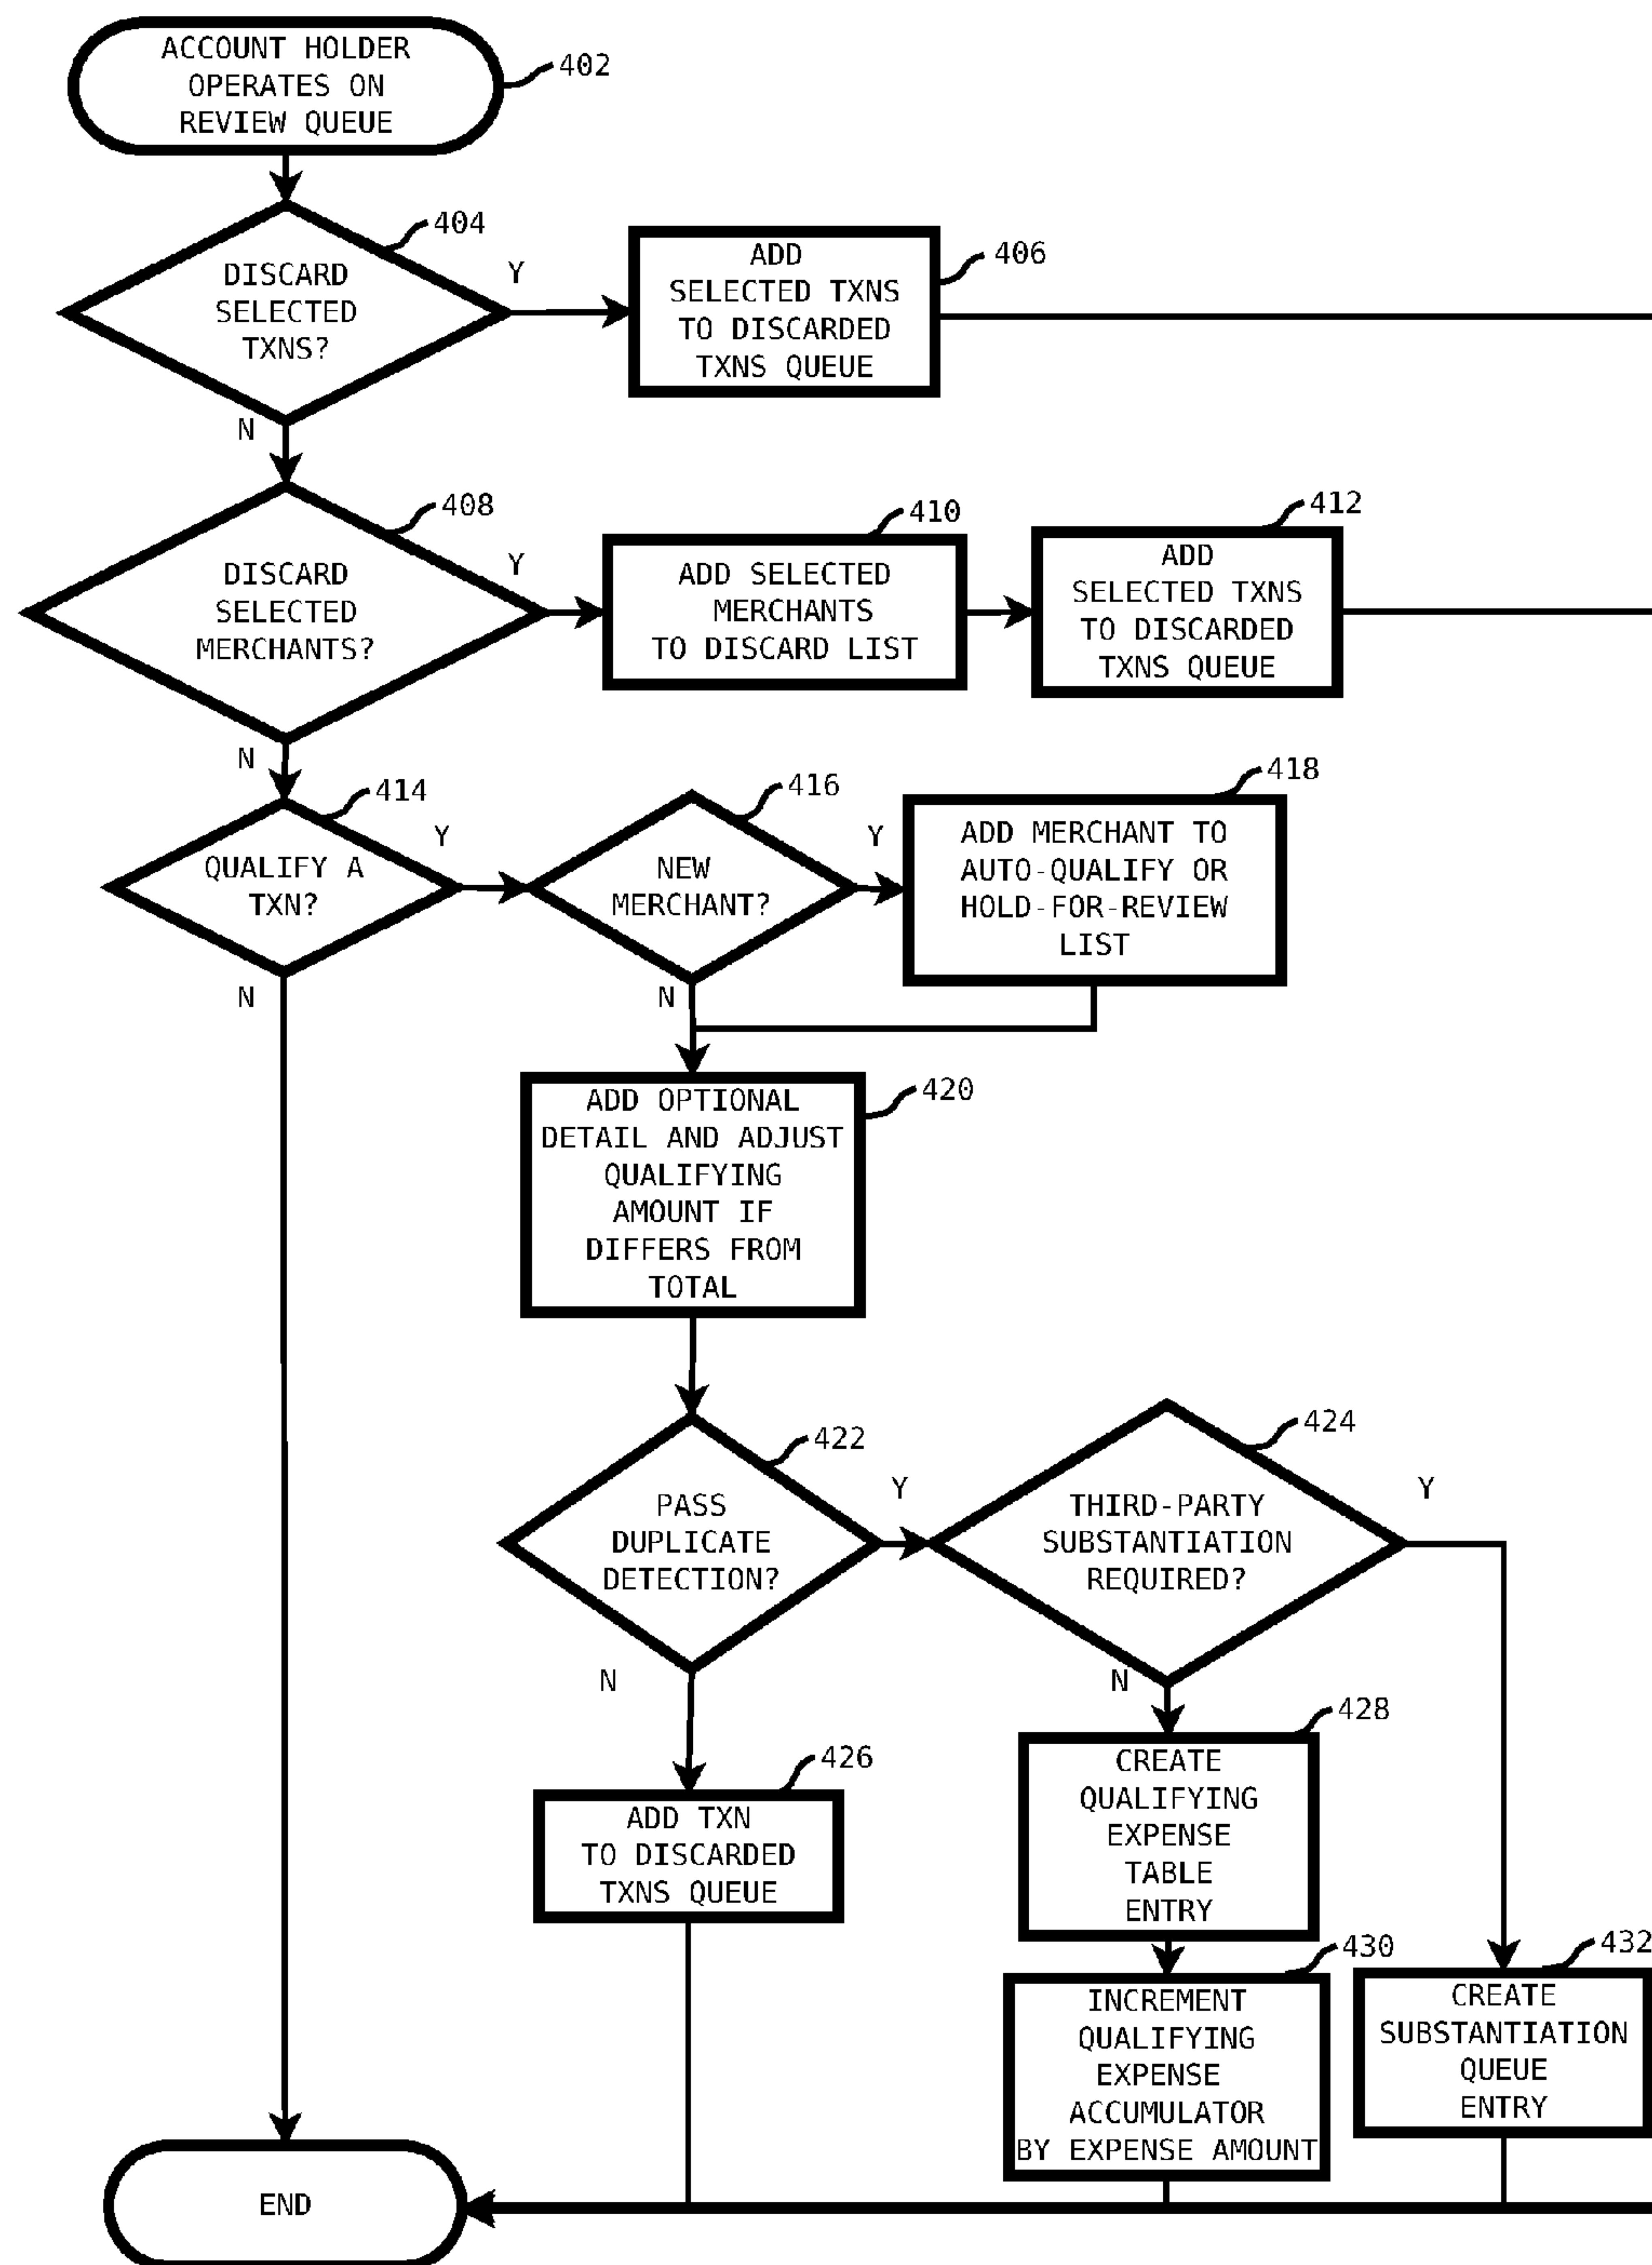 ACCOUNT HOLDER
OPERATES ON
REVIEW QUEUE
402
404
DISCARD
SELECTED
TXNS?
Y
N
ADD
SELECTED TXNS
TO DISCARDED
TXNS QUEUE
406
408
DISCARD
SELECTED
MERCHANTS?
Y
N
410
ADD SELECTED
MERCHANTS
TO DISCARD LIST
412
ADD
SELECTED TXNS
TO DISCARDED
TXNS QUEUE
414
QUALIFY A
TXN?
Y
N
416
NEW
MERCHANT?
Y
N
418
ADD MERCHANT TO
AUTO-QUALIFY OR
HOLD-FOR-REVIEW
LIST
420
ADD OPTIONAL
DETAIL AND ADJUST
QUALIFYING
AMOUNT IF
DIFFERS FROM
TOTAL
422
PASS
DUPLICATE
DETECTION?
Y
N
424
THIRD-PARTY
SUBSTANTIATION
REQUIRED?
Y
N
426
ADD TXN
TO DISCARDED
TXNS QUEUE
428
CREATE
QUALIFYING
EXPENSE
TABLE
ENTRY
430
INCREMENT
QUALIFYING
EXPENSE
ACCUMULATOR
BY EXPENSE AMOUNT
432
CREATE
SUBSTANTIATION
QUEUE
ENTRY
END